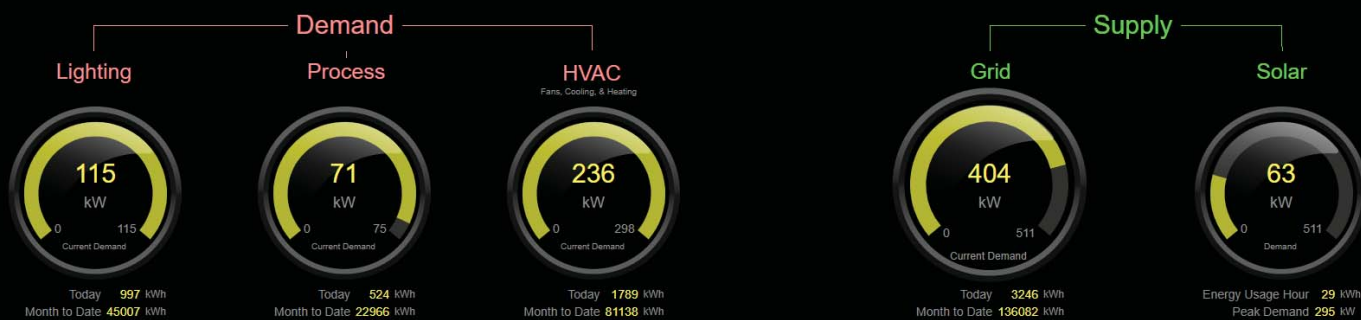 Demand
Supply
Lighting
Process
HVAC
Fans, Cooling, & Heating
Grid
Solar
115
kW
0 115
Current Demand
71
kW
0 75
Current Demand
236
kW
0 298
Current Demand
404
kW
0 511
Current Demand
63
kW
0 511
Demand
Today 997 kWh
Month to Date 45007 kWh
Today 524 kWh
Month to Date 22966 kWh
Today 1789 kWh
Month to Date 81138 kWh
Today 3246 kWh
Month to Date 136082 kWh
Energy Usage Hour 29 kWh
Peak Demand 295 kW